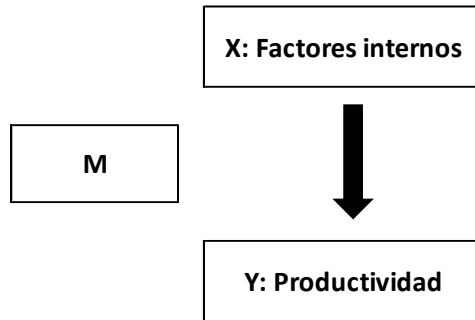 X: Factores internos
M
Y: Productividad